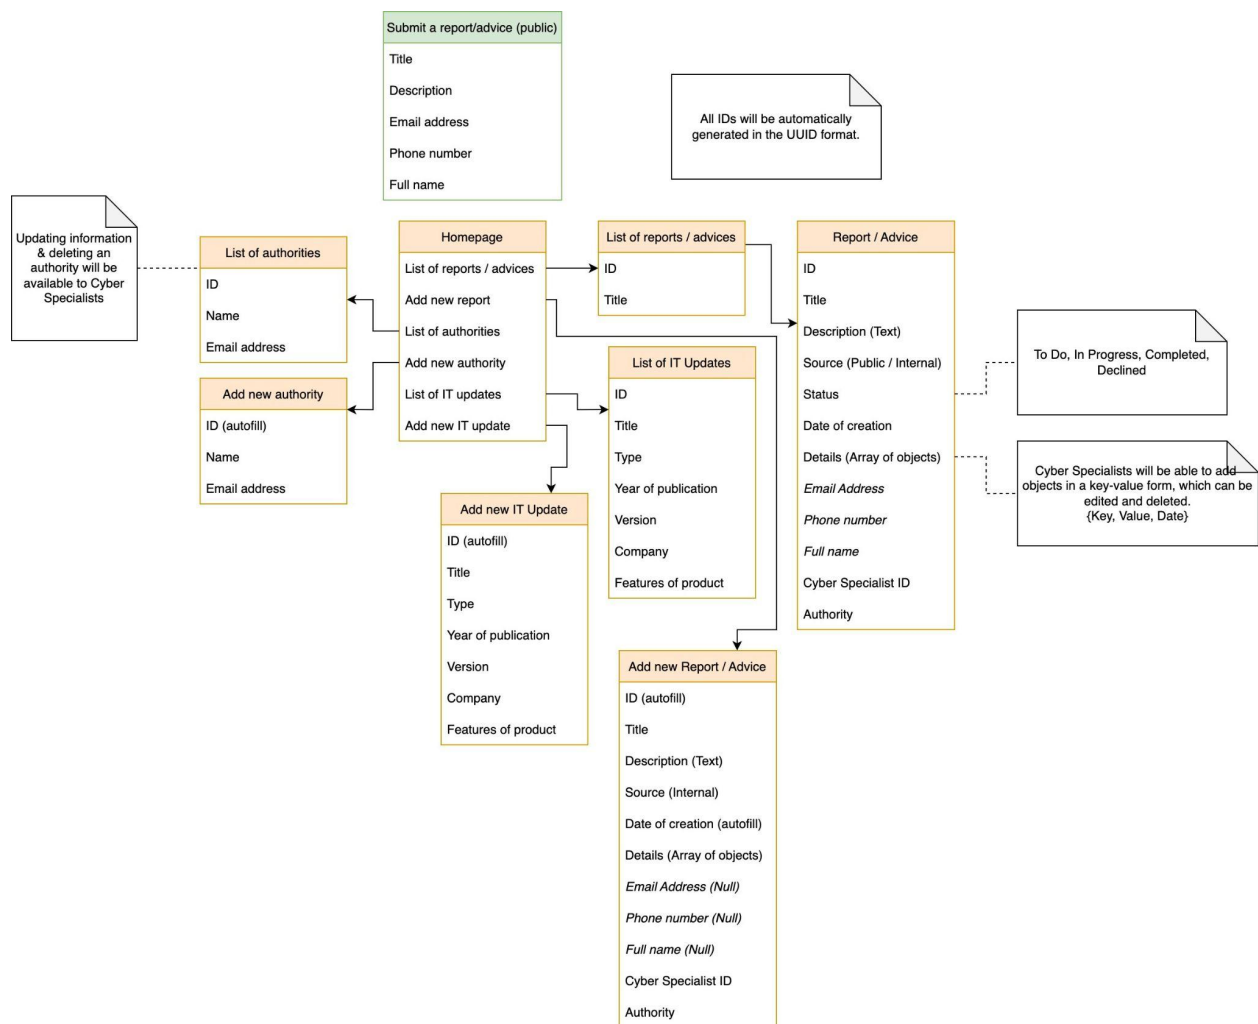 Submit a report/advice (public)
Title
Description
Email address
Phone number
Full name
All IDs will be automatically
generated in the UUID format.
Updating information
& deleting an
authority will be
available to Cyber
Specialists
List of authorities
ID
Name
Email address
Homepage
List of reports / advices
Add new report
List of authorities
Add new authority
List of IT updates
Add new IT update
List of reports / advices
ID
Title
Report / Advice
ID
Title
Description (Text)
Source (Public / Internal)
Status
Date of creation
Details (Array of objects)
Email Address
Phone number
Full name
Cyber Specialist ID
Authority
To Do, In Progress, Completed,
Declined
Cyber Specialists will be able to add
objects in a key-value form, which can be
edited and deleted.
{Key, Value, Date}
Add new authority
ID (autofill)
Name
Email address
List of IT Updates
ID
Title
Type
Year of publication
Version
Company
Features of product
Add new IT Update
ID (autofill)
Title
Type
Year of publication
Version
Company
Features of product
Add new Report / Advice
ID (autofill)
Title
Description (Text)
Source (Internal)
Date of creation (autofill)
Details (Array of objects)
Email Address (Null)
Phone number (Null)
Full name (Null)
Cyber Specialist ID
Authority